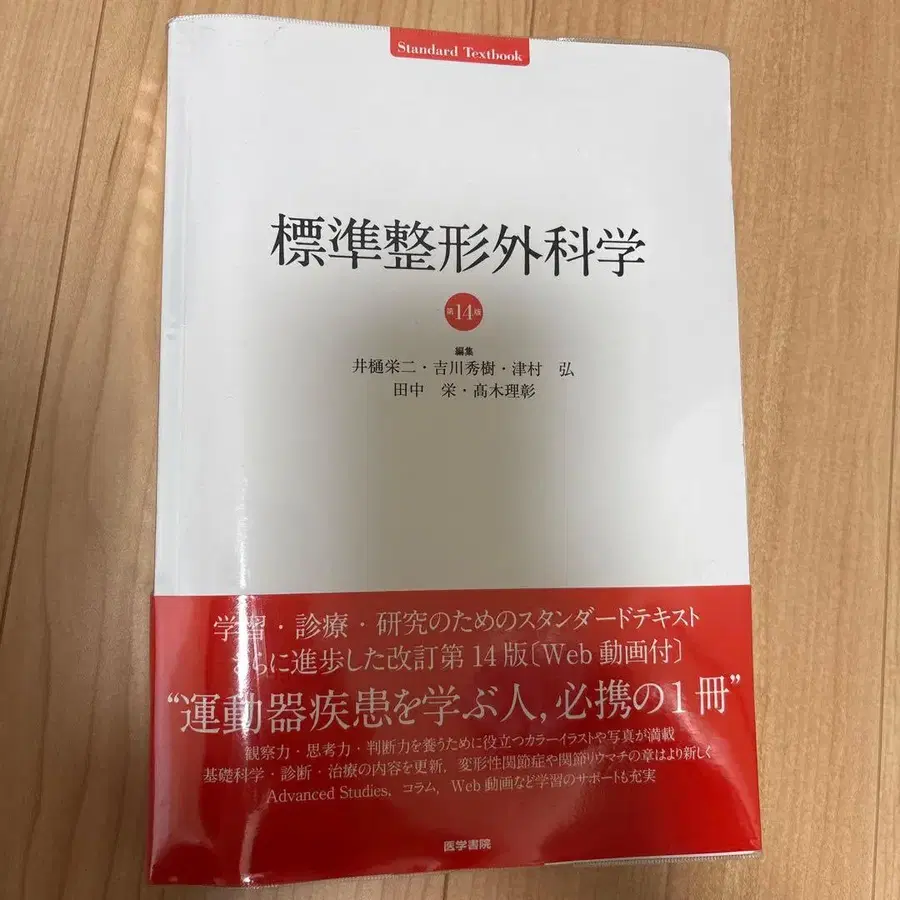 Standard Textbook
標準整形外科学
第14版
編集
井樋栄二・吉川秀樹・津村 弘
田中 栄・髙木理彰
学習・診療・研究のためのスタンダードテキスト
さらに進歩した改訂第14版〔Web動画付〕
“運動器疾患を学ぶ人，必携の1冊”
観察力・思考力・判断力を養うために役立つカラーイラストや写真が満載
基礎科学・診断・治療の内容を更新，変形性関節症や関節リウマチの章はより新しく
Advanced Studies，コラム，Web動画など学習のサポートも充実
医学書院